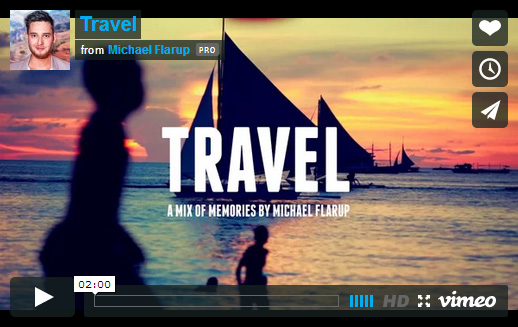 Travel
from Michael Flarup PRO
TRAVEL
A MIX OF MEMORIES BY MICHAEL FLARUP
02:00
HD vimeo